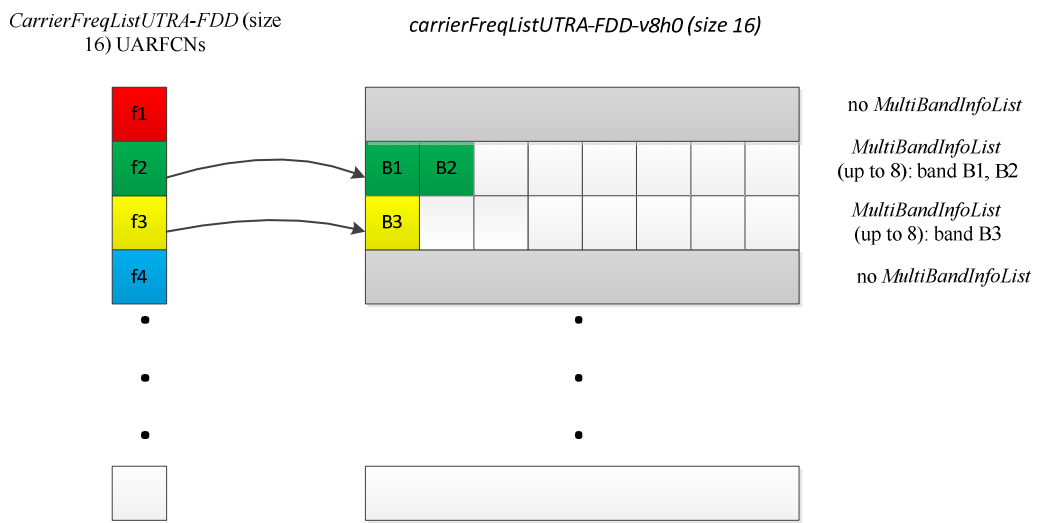 CarrierFreqListUTRA-FDD (size
16) UARFCNs
carrierFreqListUTRA-FDD-v8h0 (size 16)
f1
no MultiBandInfoList
f2
B1 B2
MultiBandInfoList
(up to 8): band B1, B2
f3
B3
MultiBandInfoList
(up to 8): band B3
f4
no MultiBandInfoList